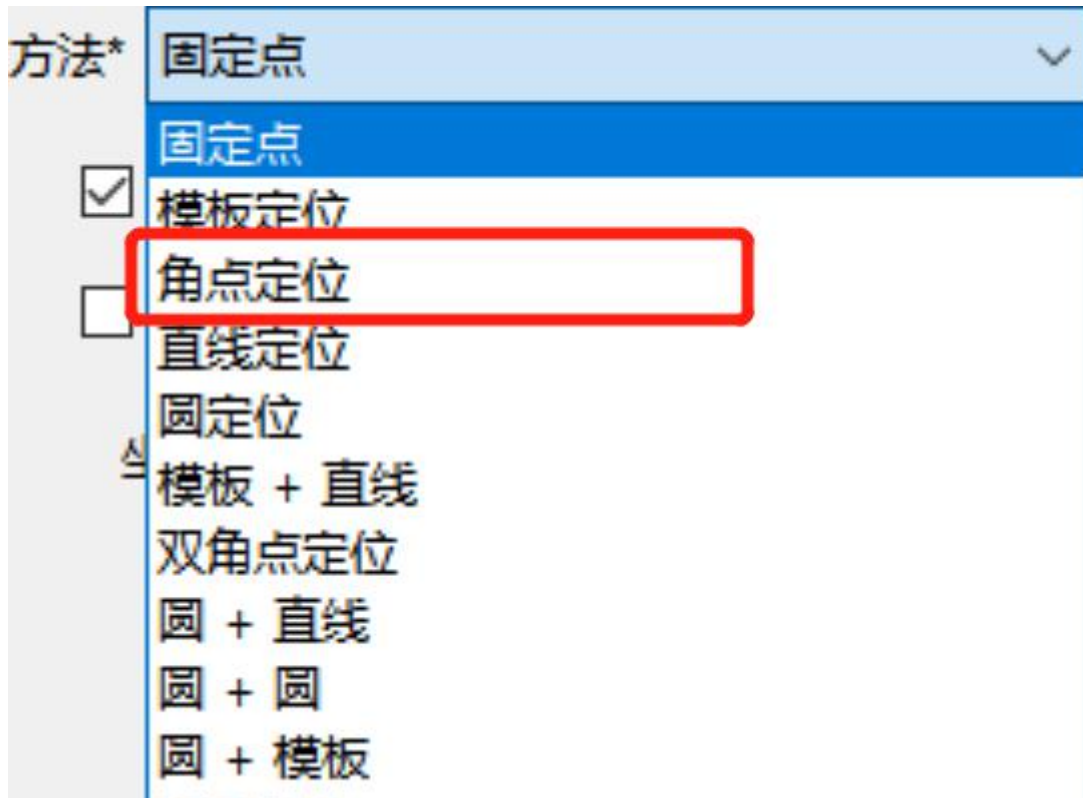 方法* 固定点
固定点
模板定位
角点定位
直线定位
圆定位
模板 + 直线
双角点定位
圆 + 直线
圆 + 圆
圆 + 模板